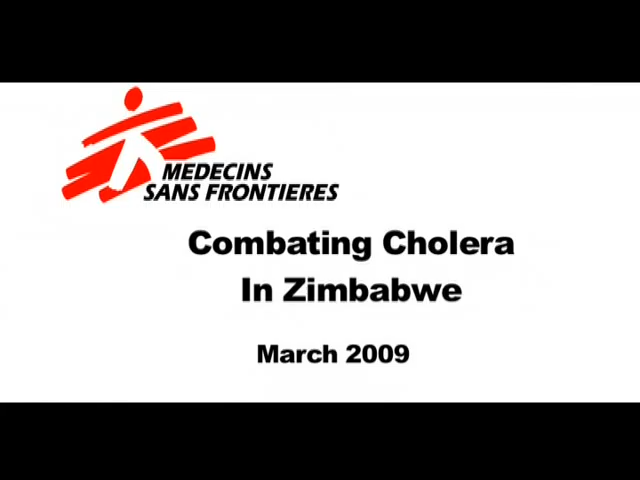 MEDECINS
SANS FRONTIERES
Combating Cholera
In Zimbabwe
March 2009